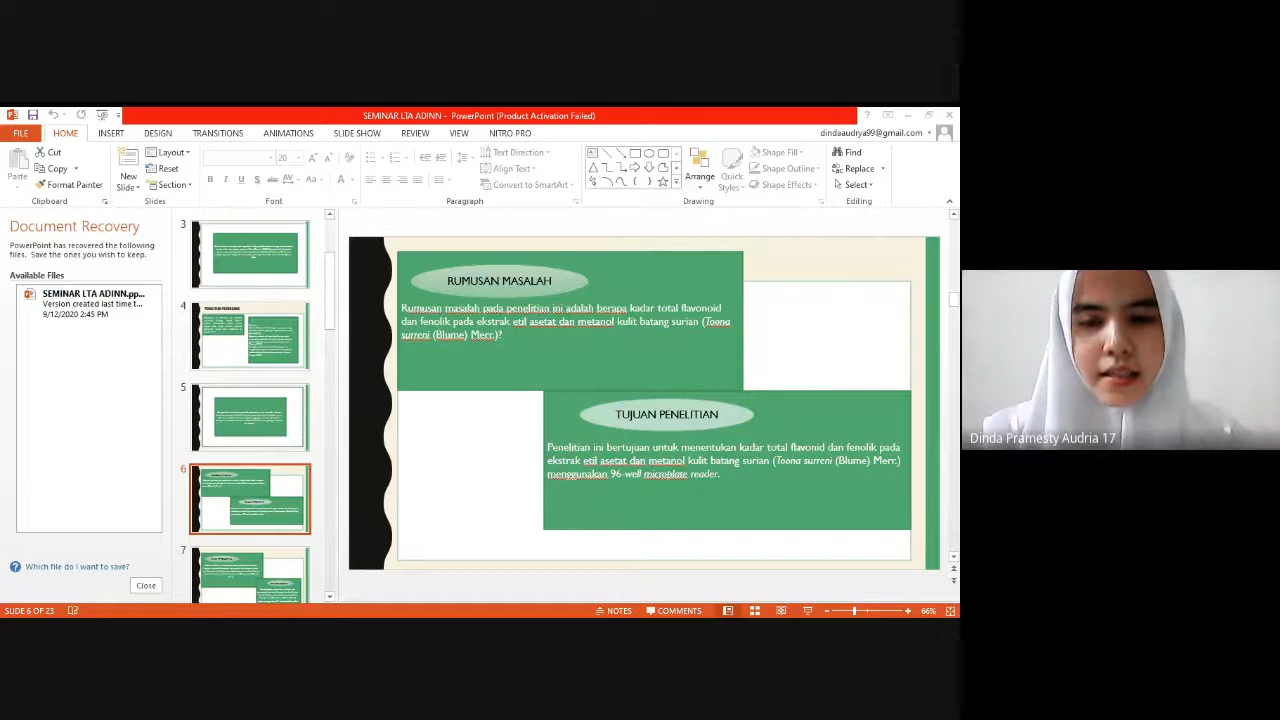 SEMINAR LTA ADINN - PowerPoint (Product Activation Failed)
FILE
HOME
INSERT
DESIGN
TRANSITIONS
ANIMATIONS
SLIDE SHOW
REVIEW
VIEW
NITRO PRO
dindaaudrya99@gmail.com
Paste
Cut
Copy
Format Painter
Clipboard
New
Slide
Layout
Reset
Section
Slides
20
Font
Text Direction
Align Text
Convert to SmartArt
Paragraph
Arrange
Quick
Styles
Shape Fill
Shape Outline
Shape Effects
Drawing
Find
Replace
Select
Editing
Document Recovery
PowerPoint has recovered the following
files. Save the ones you wish to keep.
Available Files
SEMINAR LTA ADINN.pp...
Version created last time t...
9/12/2020 2:45 PM
Which file do I want to save?
Close
3
4
5
6
7
RUMUSAN MASALAH
Rumusan masalah pada penelitian ini adalah berapa kadar total flavonoid
dan fenolik pada ekstrak etil asetat dan metanol kulit batang surian (Toona
surreni (Blume) Merr.)?
TUJUAN PENELITIAN
Penelitian ini bertujuan untuk menentukan kadar total flavonoid dan fenolik pada
ekstrak etil asetat dan metanol kulit batang surian (Toona surreni (Blume) Merr.)
menggunakan 96-well microplate reader.
Dinda Pramesty Audria 17
SLIDE 6 OF 23
NOTES
COMMENTS
66%